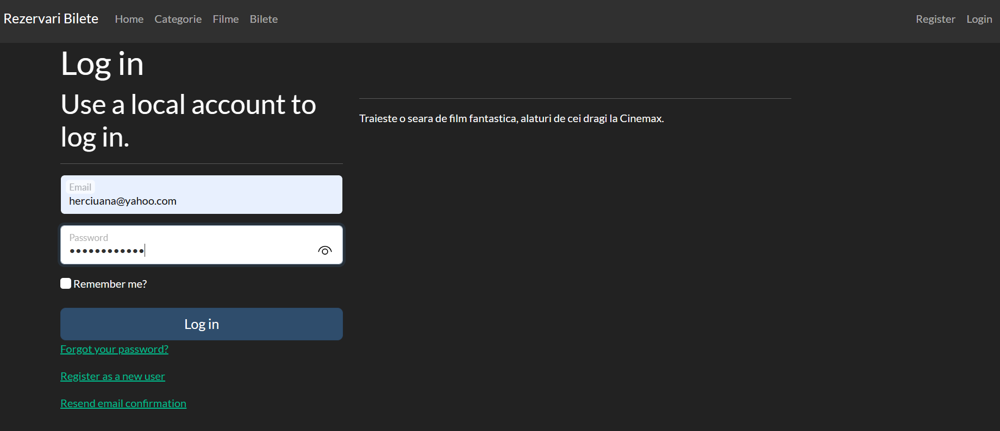 Rezervari Bilete Home Categorie Filme Bilete Register Login
Log in
Use a local account to
log in.
Email
herciuana@yahoo.com
Password
••••••••••••
Remember me?
Log in
Forgot your password?
Register as a new user
Resend email confirmation
Traieste o seara de film fantastica, alaturi de cei dragi la Cinemax.